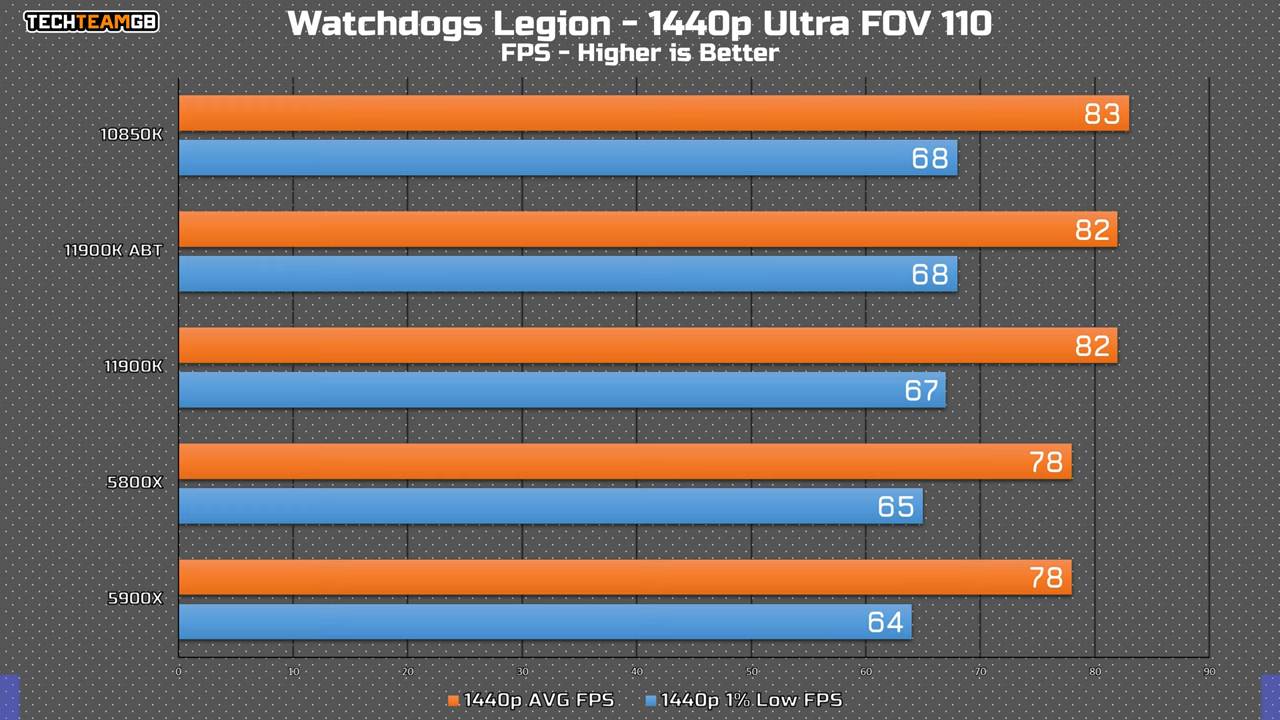 TECHTEAMGB
Watchdogs Legion - 1440p Ultra FOV 110
FPS - Higher is Better
10850K
83
68
11900K ABT
82
68
11900K
82
67
5800X
78
65
5900X
78
64
0 10 20 30 40 50 60 70 80 90
1440p AVG FPS 1440p 1% Low FPS